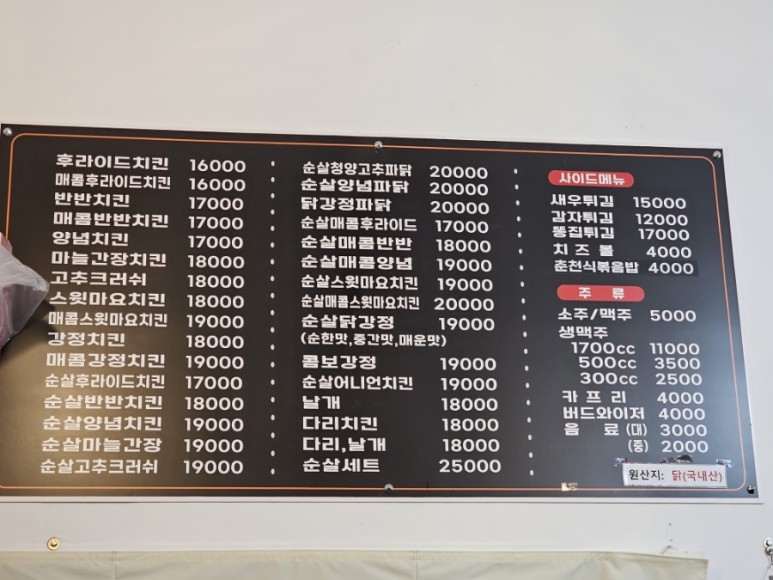 후라이드치킨 16000
매콤후라이드치킨 16000
반반치킨 17000
매콤반반치킨 17000
양념치킨 17000
마늘간장치킨 18000
고추크러쉬 18000
스윗마요치킨 18000
매콤스윗마요치킨 19000
강정치킨 18000
매콤강정치킨 19000
순살후라이드치킨 17000
순살반반치킨 18000
순살양념치킨 19000
순살마늘간장 19000
순살고추크러쉬 19000
순살청양고추파닭 20000
순살양념파닭 20000
닭강정파닭 20000
순살매콤후라이드 17000
순살매콤반반 18000
순살매콤양념 19000
순살스윗마요치킨 19000
순살매콤스윗마요치킨 20000
순살닭강정 19000
(순한맛,중간맛,매운맛)
콤보강정 19000
순살어니언치킨 19000
날개 18000
다리치킨 18000
다리,날개 18000
순살세트 25000
사이드메뉴
새우튀김 15000
감자튀김 12000
똥집튀김 17000
치즈볼 4000
춘천식볶음밥 4000
주류
소주/맥주 5000
생맥주
1700cc 11000
500cc 3500
300cc 2500
카프리 4000
버드와이저 4000
음료 (대) 3000
(중) 2000
원산지: 닭(국내산)